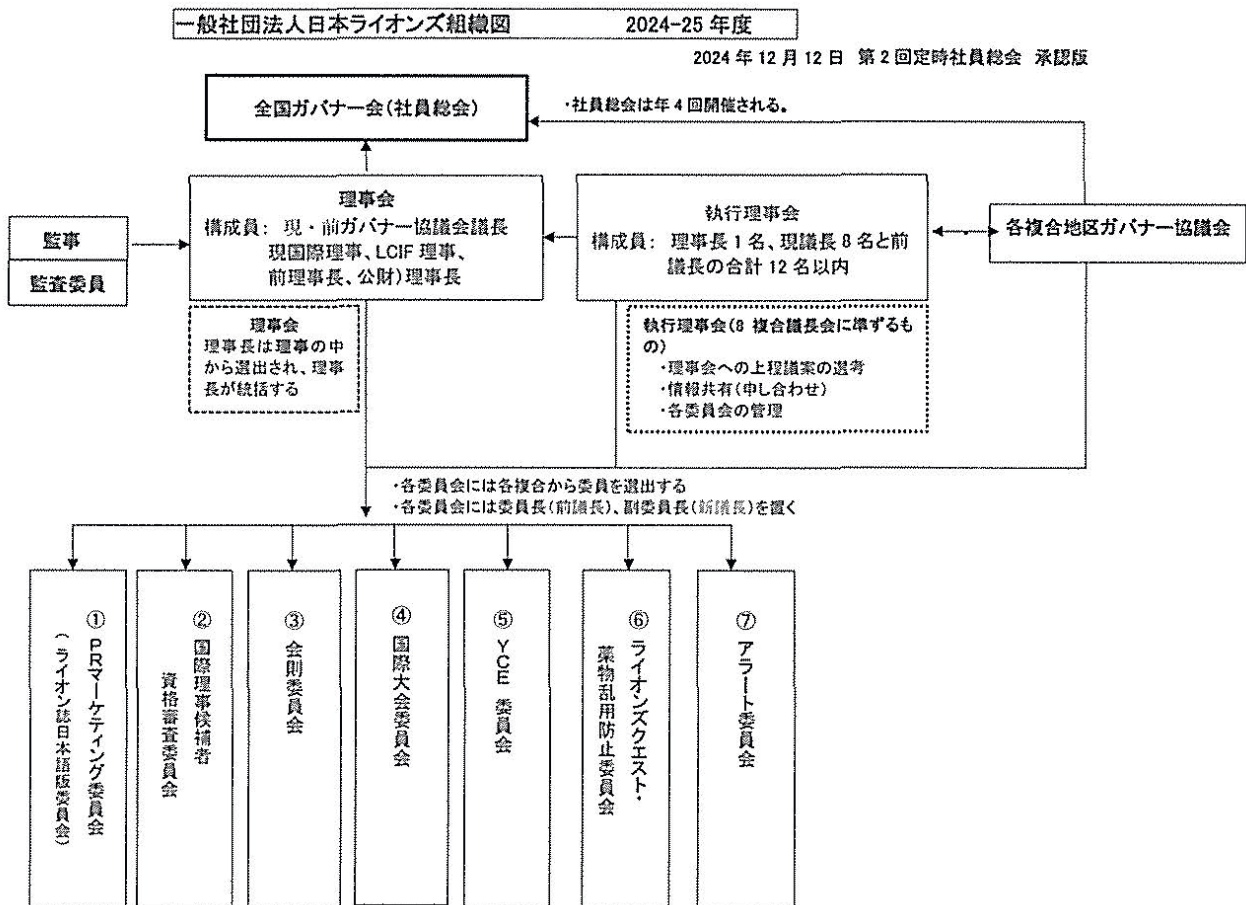 一般社団法人日本ライオンズ組織図 2024-25 年度
2024 年 12 月 12 日 第 2 回定時社員総会 承認版
全国ガバナー会(社員総会)
・社員総会は年 4 回開催される。
監事
監査委員
理事会
構成員: 現・前ガバナー協議会議長
現国際理事、LCIF 理事、
前理事長、公財)理事長
執行理事会
構成員: 理事長 1 名、現議長 8 名と前
議長の合計 12 名以内
各複合地区ガバナー協議会
理事会
理事長は理事の中
から選出され、理事
長が統括する
執行理事会(8 複合議長会に準ずるも
の)
・理事会への上程議案の選考
・情報共有(申し合わせ)
・各委員会の管理
・各委員会には各複合から委員を選出する
・各委員会には委員長(前議長)、副委員長(新議長)を置く
① PRマーケティング委員会
(ライオン誌日本語版委員会)
② 国際理事候補者
資格審査委員会
③ 会則委員会
④ 国際大会委員会
⑤ YCE 委員会
⑥ ライオンズクエスト・
薬物乱用防止委員会
⑦ アラート委員会